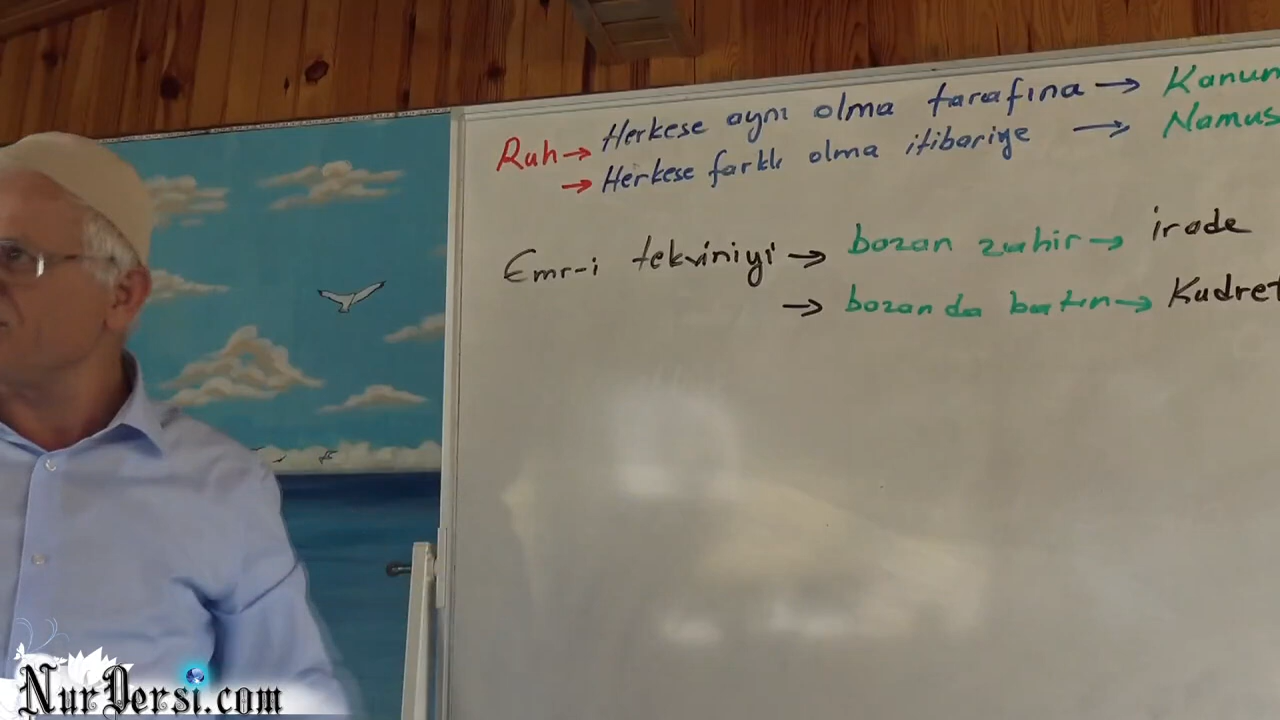 Ruh → Herkese aynı olma tarafına → Kanun
→ Herkese farklı olma itibariye → Namus
Emr-i tekviniyi → bozan zahir → irade
→ bozanda batın → Kudret
NurDersi.com